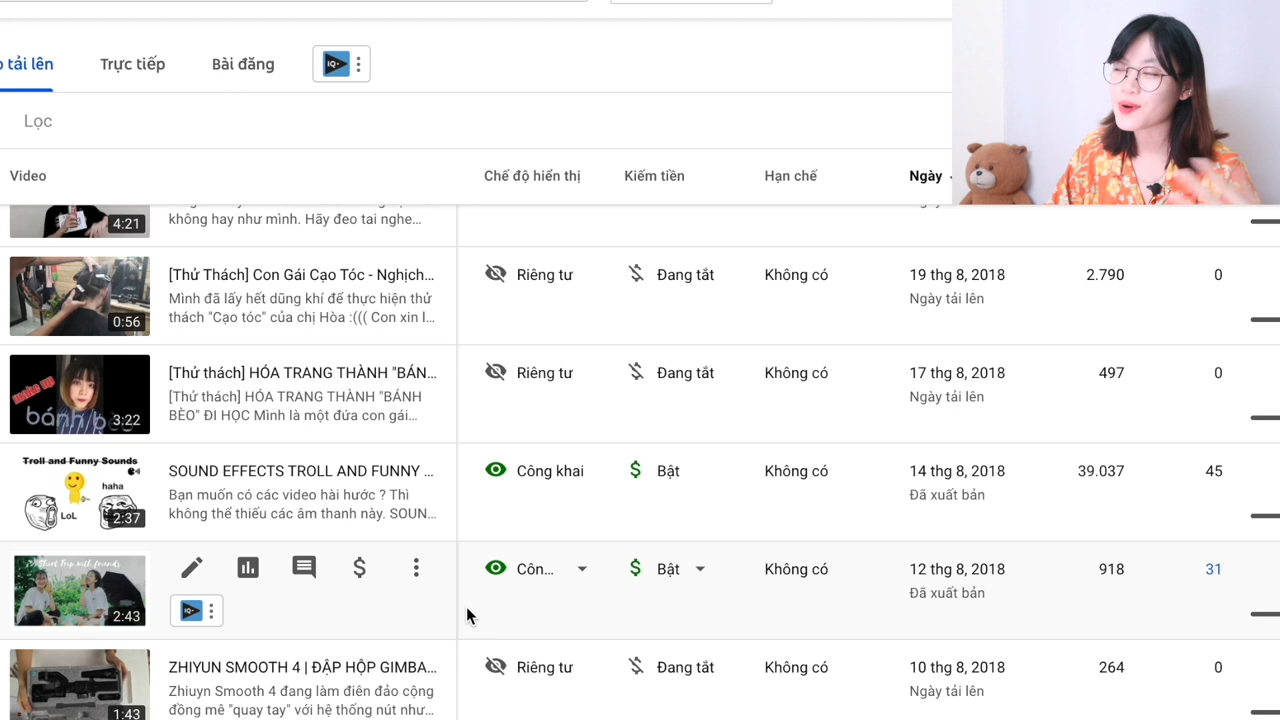 tải lên
Trực tiếp
Bài đăng
IQ+
Lọc
Video
Chế độ hiển thị
Kiếm tiền
Hạn chế
Ngày
4:21
không hay như mình. Hãy đeo tai nghe...
0:56
[Thử Thách] Con Gái Cạo Tóc - Nghịch...
Mình đã lấy hết dũng khí để thực hiện thử
thách "Cạo tóc" của chị Hòa :((( Con xin l...
Riêng tư
Đang tắt
Không có
19 thg 8, 2018
Ngày tải lên
2.790
0
make up
bánh bèo
3:22
[Thử thách] HÓA TRANG THÀNH "BÁN...
[Thử thách] HÓA TRANG THÀNH "BÁNH
BÈO" ĐI HỌC Mình là một đứa con gái...
Riêng tư
Đang tắt
Không có
17 thg 8, 2018
Ngày tải lên
497
0
Troll and Funny Sounds
haha
LoL
2:37
SOUND EFFECTS TROLL AND FUNNY ...
Bạn muốn có các video hài hước ? Thì
không thể thiếu các âm thanh này. SOUN...
Công khai
Bật
Không có
14 thg 8, 2018
Đã xuất bản
39.037
45
Short Trip with friends
2:43
IQ+
Côn...
Bật
Không có
12 thg 8, 2018
Đã xuất bản
918
31
1:43
ZHIYUN SMOOTH 4 | ĐẬP HỘP GIMBA...
Zhiuyn Smooth 4 đang làm điên đảo cộng
đồng mê "quay tay" với hệ thống nút như...
Riêng tư
Đang tắt
Không có
10 thg 8, 2018
Ngày tải lên
264
0